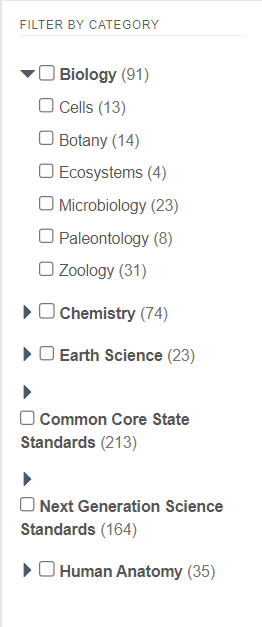 FILTER BY CATEGORY
Biology (91)
Cells (13)
Botany (14)
Ecosystems (4)
Microbiology (23)
Paleontology (8)
Zoology (31)
Chemistry (74)
Earth Science (23)
Common Core State
Standards (213)
Next Generation Science
Standards (164)
Human Anatomy (35)